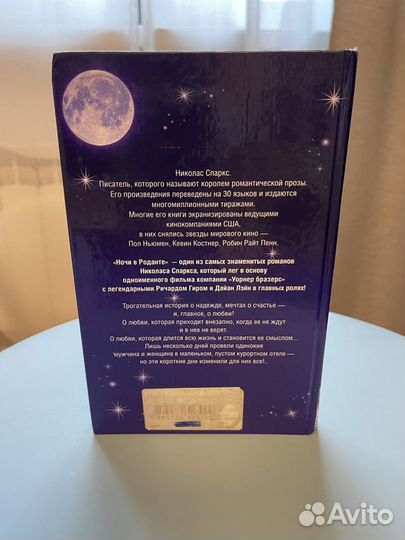 Николас Спаркс.
Писатель, которого называют королем романтической прозы.
Его произведения переведены на 30 языков и издаются
многомиллионными тиражами.
Многие его книги экранизированы ведущими
кинокомпаниями США,
в них снялись звезды мирового кино —
Пол Ньюмен, Кевин Костнер, Робин Райт Пенн.
«Ночи в Роданте» — один из самых знаменитых романов
Николаса Спаркса, который лег в основу
одноименного фильма компании «Уорнер бразерс»
с легендарными Ричардом Гиром и Дайан Лэйн в главных ролях!
Трогательная история о надежде, мечтах о счастье —
и, главное, о любви!
О любви, которая приходит внезапно, когда ее не ждут
и в нее не верят.
О любви, которая длится всю жизнь и становится ее смыслом...
Лишь несколько дней провели одинокие
мужчина и женщина в маленьком, пустом курортном отеле —
но эти короткие дни изменили для них все!..
Avito